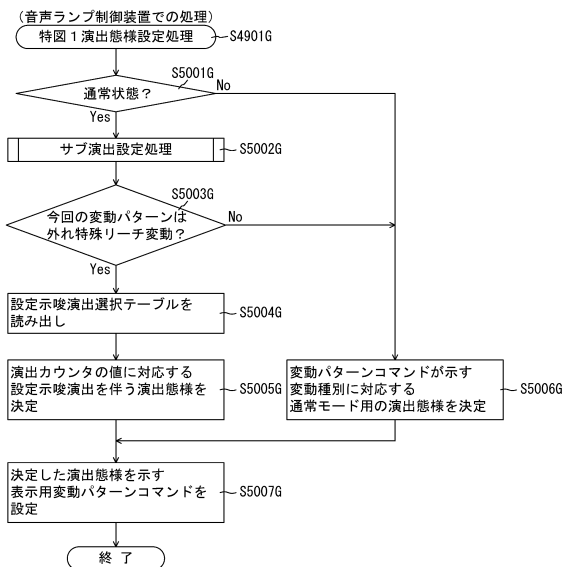 （音声ランプ制御装置での処理）
特図１演出態様設定処理
S4901G
S5001G
通常状態？
No
Yes
サブ演出設定処理
S5002G
S5003G
今回の変動パターンは
外れ特殊リーチ変動？
No
Yes
設定示唆演出選択テーブルを
読み出し
S5004G
演出カウンタの値に対応する
設定示唆演出を伴う演出態様を
決定
S5005G
変動パターンコマンドが示す
変動種別に対応する
通常モード用の演出態様を決定
S5006G
決定した演出態様を示す
表示用変動パターンコマンドを
設定
S5007G
終 了